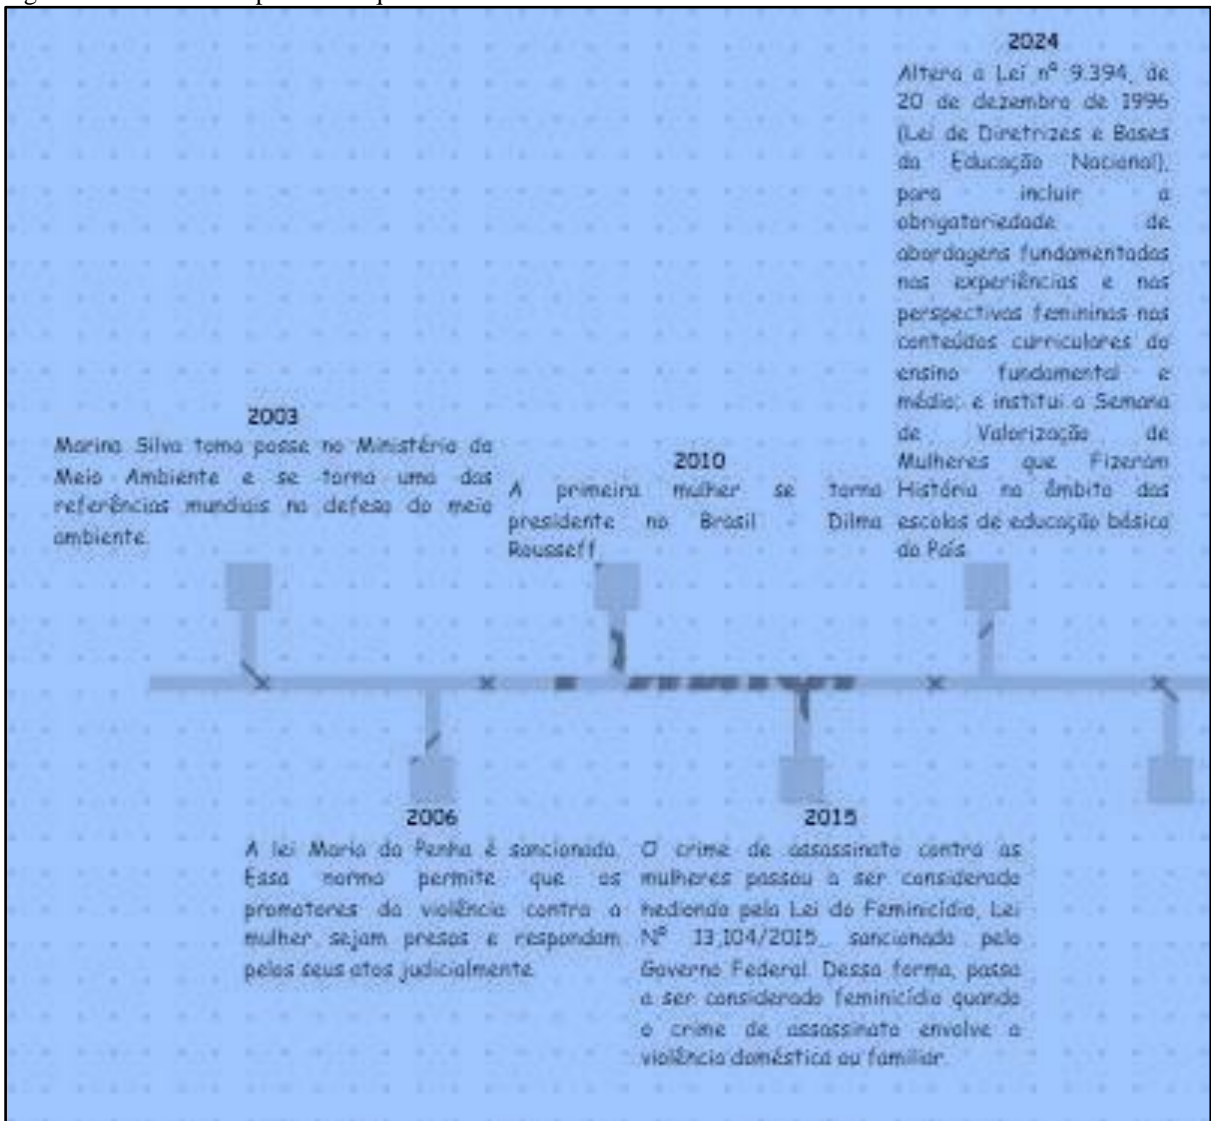 2003
Marina Silva toma posse no Ministério do
Meio Ambiente e se torna uma das
referências mundiais na defesa do meio
ambiente.
2006
A lei Maria da Penha é sancionada.
Essa norma permite que os
promotores da violência contra a
mulher sejam presos e respondam
pelos seus atos judicialmente.
2010
A primeira mulher se torna
presidente no Brasil - Dilma
Rousseff.
2015
O crime de assassinato contra as
mulheres passou a ser considerado
hediondo pela Lei do Feminicídio, Lei
Nº 13.104/2015, sancionada pelo
Governo Federal. Dessa forma, passa
a ser considerado feminicídio quando
o crime de assassinato envolve a
violência doméstica ou familiar.
2024
Altera a Lei nº 9.394, de
20 de dezembro de 1996
(Lei de Diretrizes e Bases
da Educação Nacional),
para incluir a
obrigatoriedade de
abordagens fundamentadas
nas experiências e nas
perspectivas femininas nos
conteúdos curriculares do
ensino fundamental e
médio; e institui a Semana
de Valorização de
Mulheres que Fizeram
História no âmbito das
escolas de educação básica
do País.